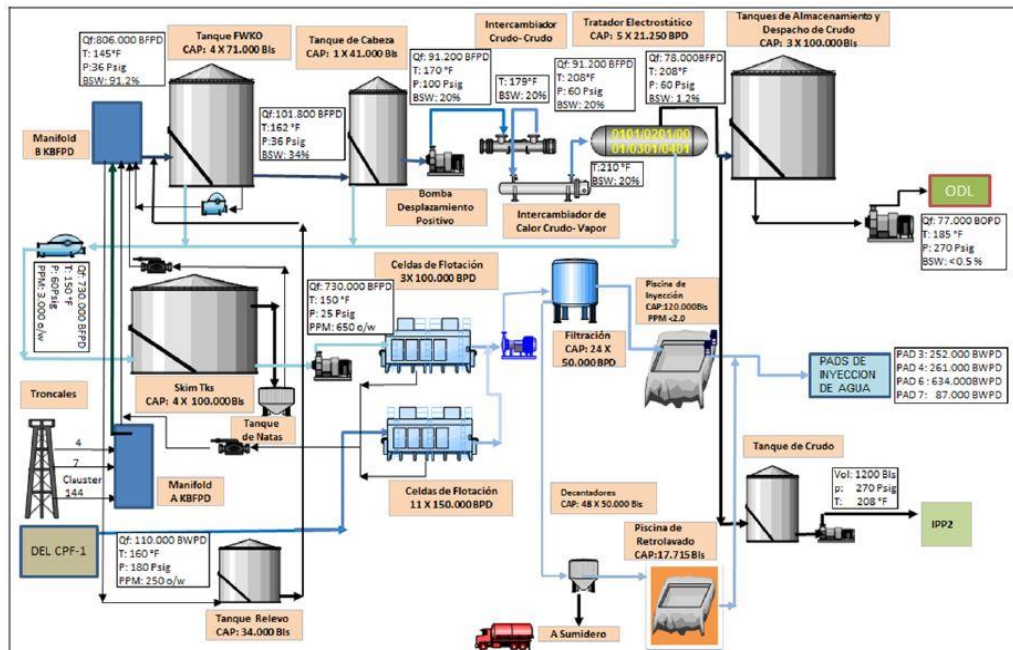 Tanque FWKO
CAP: 4 X 71.000 Bls
Tanque de Cabeza
CAP: 1 X 41.000 Bls
Intercambiador
Crudo- Crudo
Tratador Electrostático
CAP: 5 X 21.250 BPD
Tanques de Almacenamiento y
Despacho de Crudo
CAP: 3 X 100.000 Bls
Qf:806.000 BFPD
T: 145°F
P:36 Psig
BSW: 91.2%
Qf:101.800 BFPD
T: 162 °F
P:36 Psig
BSW: 34%
Qf: 91.200 BFPD
T: 170 °F
P:100 Psig
BSW: 20%
T: 179°F
BSW: 20%
Qf: 91.200 BFPD
T: 208°F
P: 60 Psig
BSW: 20%
Qf: 78.000BFPD
T: 208°F
P: 60 Psig
BSW: 1.2%
Manifold
B KBFPD
0101/0201/00
01/0301/0401
T:210 °F
BSW: 20%
Bomba
Desplazamiento
Positivo
Intercambiador de
Calor Crudo- Vapor
ODL
Qf: 77.000 BOPD
T: 185 °F
P: 270 Psig
BSW: <0.5 %
Qf: 730.000 BFPD
T: 150 °F
P: 60Psig
PPM: 3.000 o/w
Skim Tks
CAP: 4 X 100.000Bls
Qf: 730.000 BFPD
T: 150 °F
P: 25 Psig
PPM: 650 o/w
Celdas de Flotación
3X 100.000 BPD
Filtración
CAP: 24 X
50.000 BPD
Piscina de
Inyección
CAP:120.000Bls
PPM <2.0
PADS DE
INYECCION
DE AGUA
PAD 3: 252.000 BWPD
PAD 4: 261.000 BWPD
PAD 6: 634.000BWPD
PAD 7: 87.000 BWPD
Troncales
4
7
Clauster
144
Manifold
A KBFPD
Tanque
de Natas
Celdas de Flotación
11 X 150.000 BPD
Tanque de Crudo
Vol: 1200 Bls
p: 270 Psig
T: 208 °F
IPP2
DEL CPF-1
Qf: 110.000 BWPD
T: 160 °F
P: 180 Psig
PPM: 250 o/w
Tanque Relevo
CAP: 34.000 Bls
Decantadores
CAP: 48 X 50.000 Bls
Piscina de
Retrolavado
CAP:17.715 Bls
A Sumidero